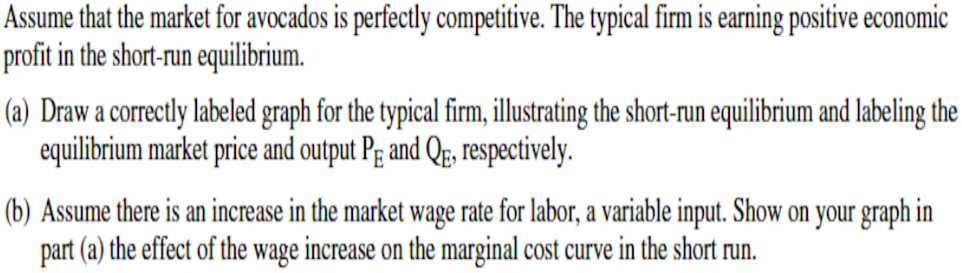 Assume that the market for avocados is perfectly competitive. The typical firm is earning positive economic
profit in the short-run equilibrium.
(a) Draw a correctly labeled graph for the typical firm, illustrating the short-run equilibrium and labeling the
equilibrium market price and output P_E and Q_E, respectively.
(b) Assume there is an increase in the market wage rate for labor, a variable input. Show on your graph in
part (a) the effect of the wage increase on the marginal cost curve in the short run.